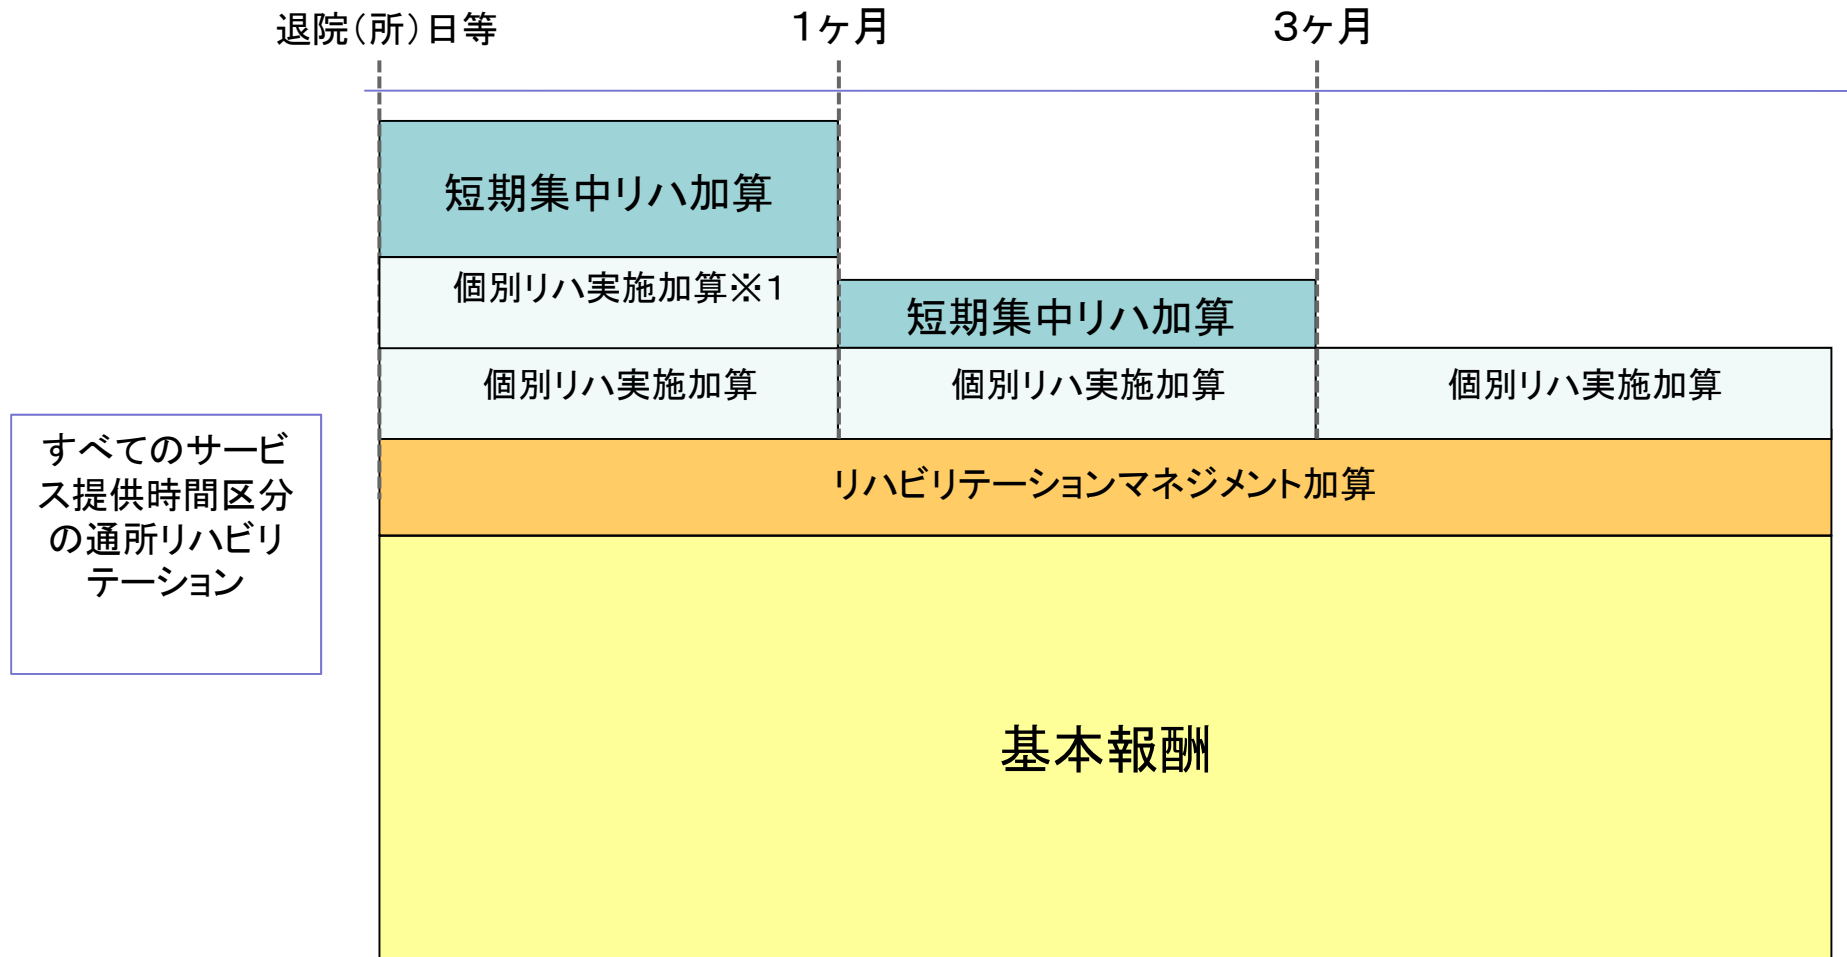 退院（所）日等
１ヶ月
３ヶ月
短期集中リハ加算
個別リハ実施加算※１
短期集中リハ加算
個別リハ実施加算
個別リハ実施加算
個別リハ実施加算
すべてのサービ
ス提供時間区分
の通所リハビリ
テーション
リハビリテーションマネジメント加算
基本報酬